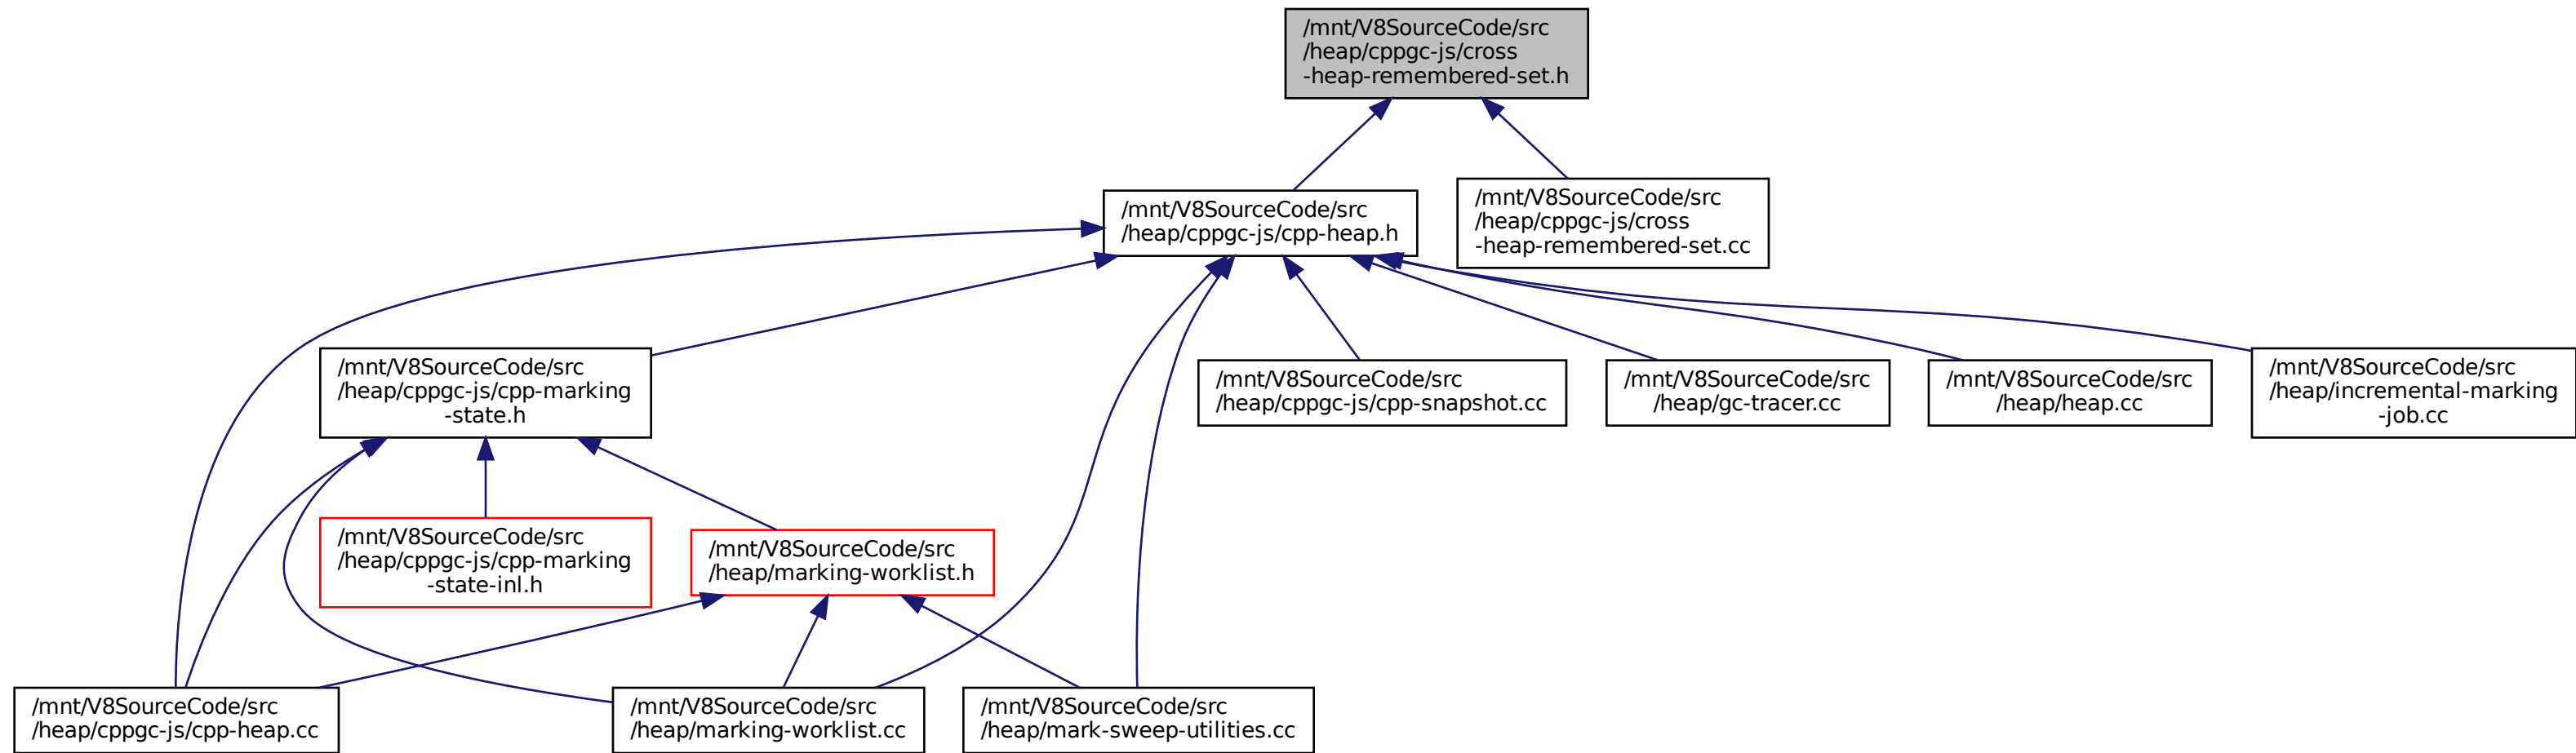 /mnt/V8SourceCode/src
/heap/cppgc-js/cross
-heap-remembered-set.h
/mnt/V8SourceCode/src
/heap/cppgc-js/cpp-heap.h
/mnt/V8SourceCode/src
/heap/cppgc-js/cross
-heap-remembered-set.cc
/mnt/V8SourceCode/src
/heap/cppgc-js/cpp-marking
-state.h
/mnt/V8SourceCode/src
/heap/cppgc-js/cpp-snapshot.cc
/mnt/V8SourceCode/src
/heap/gc-tracer.cc
/mnt/V8SourceCode/src
/heap/heap.cc
/mnt/V8SourceCode/src
/heap/incremental-marking
-job.cc
/mnt/V8SourceCode/src
/heap/cppgc-js/cpp-marking
-state-inl.h
/mnt/V8SourceCode/src
/heap/marking-worklist.h
/mnt/V8SourceCode/src
/heap/cppgc-js/cpp-heap.cc
/mnt/V8SourceCode/src
/heap/marking-worklist.cc
/mnt/V8SourceCode/src
/heap/mark-sweep-utilities.cc